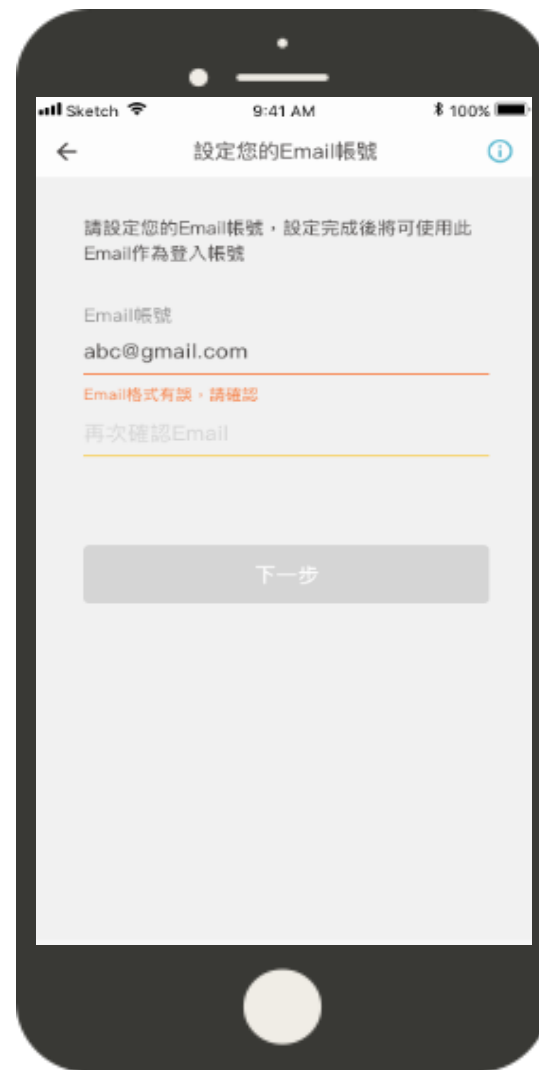 Sketch 9:41 AM 100%
設定您的Email帳號
請設定您的Email帳號，設定完成後將可使用此
Email作為登入帳號
Email帳號
abc@gmail.com
Email格式有誤，請確認
再次確認Email
下一步